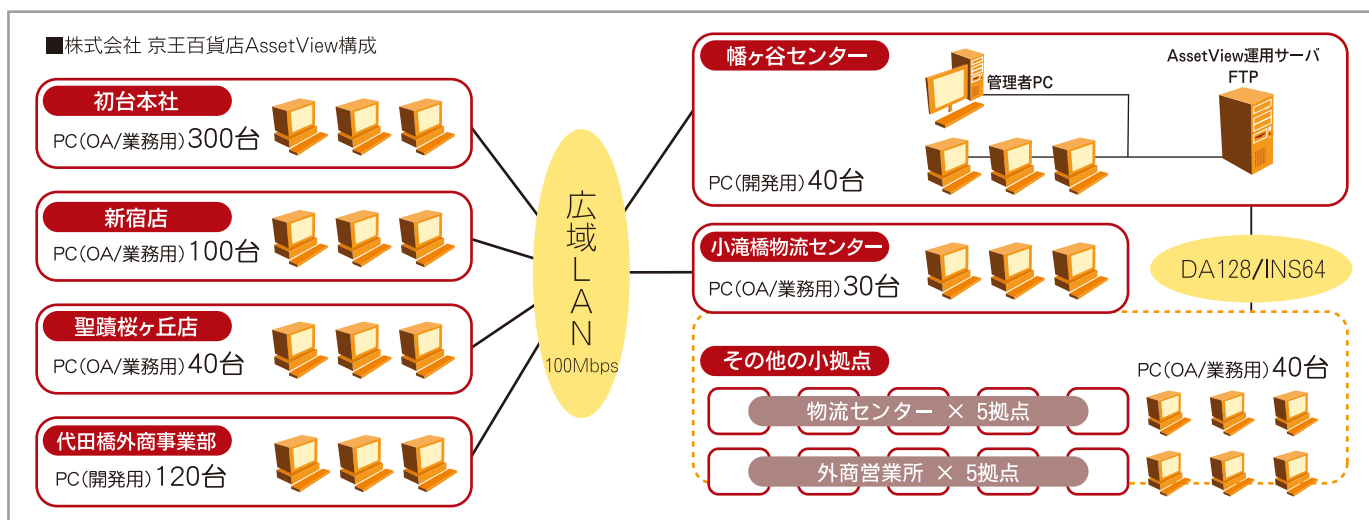 ■株式会社 京王百貨店AssetView構成
初台本社
PC(OA/業務用)300台
新宿店
PC(OA/業務用)100台
聖蹟桜ヶ丘店
PC(OA/業務用)40台
代田橋外商事業部
PC(開発用)120台
広域LAN
100Mbps
幡ヶ谷センター
管理者PC
AssetView運用サーバ
FTP
PC(開発用)40台
小滝橋物流センター
PC(OA/業務用)30台
DA128/INS64
その他の小拠点
PC(OA/業務用)40台
物流センター × 5拠点
外商営業所 × 5拠点